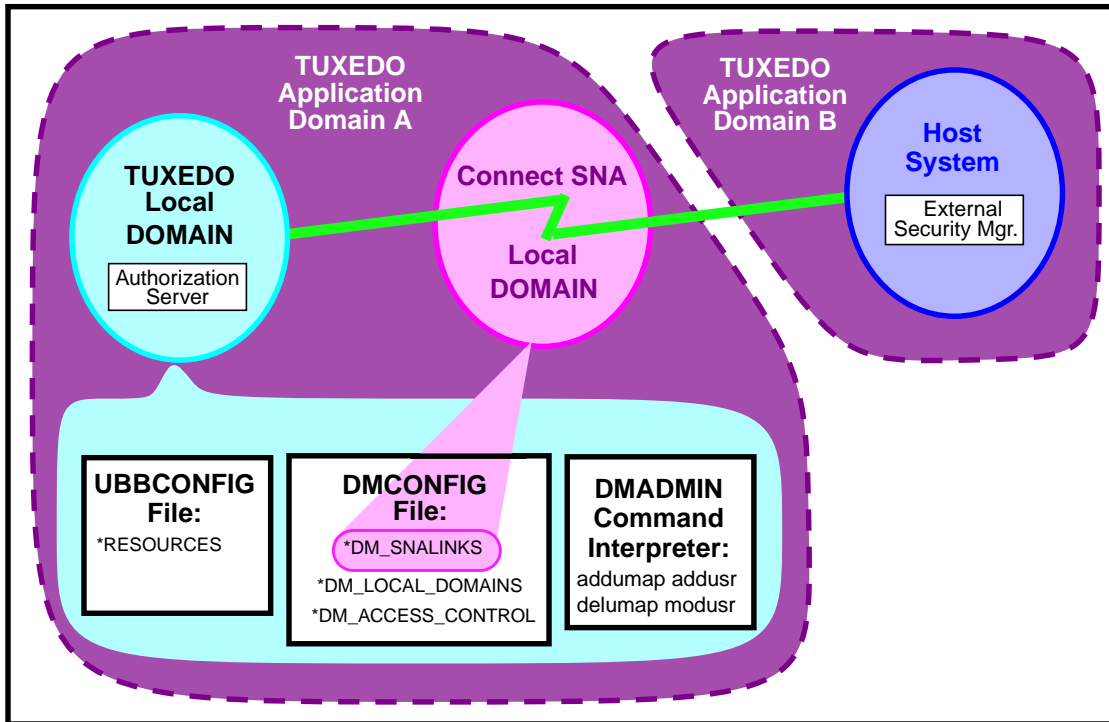 TUXEDO
Application
Domain A
TUXEDO
Application
Domain B
TUXEDO
Local
DOMAIN
Authorization
Server
Connect SNA
Local
DOMAIN
Host
System
External
Security Mgr.
UBBCONFIG
File:
*RESOURCES
DMCONFIG
File:
*DM_SNALINKS
*DM_LOCAL_DOMAINS
*DM_ACCESS_CONTROL
DMADMIN
Command
Interpreter:
addumap addusr
delumap modusr